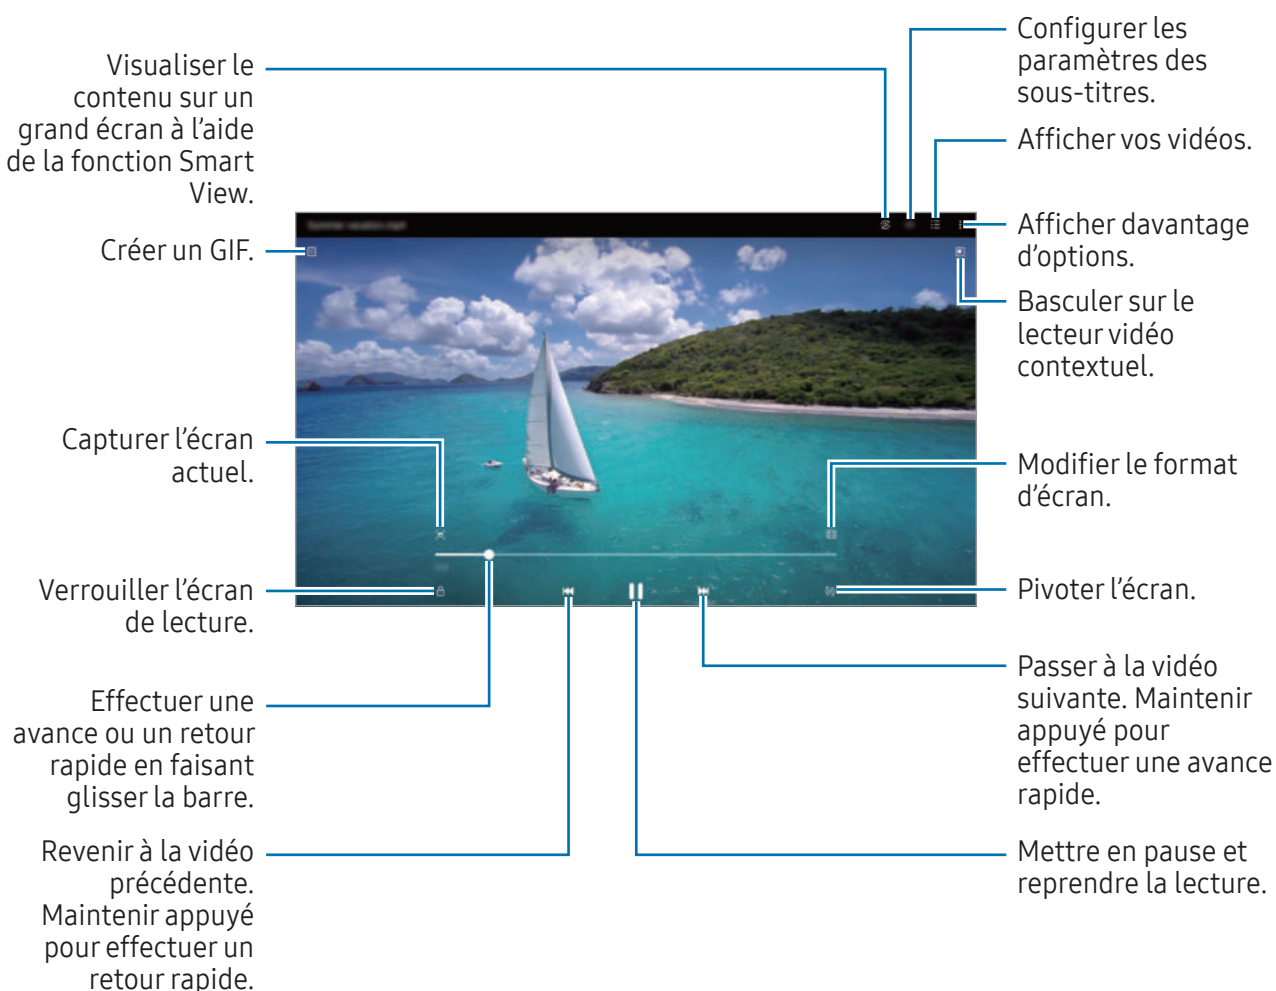 Visualiser le
contenu sur un
grand écran à l’aide
de la fonction Smart
View.
Créer un GIF.
Capturer l’écran
actuel.
Verrouiller l’écran
de lecture.
Effectuer une
avance ou un retour
rapide en faisant
glisser la barre.
Revenir à la vidéo
précédente.
Maintenir appuyé
pour effectuer un
retour rapide.
Configurer les
paramètres des
sous-titres.
Afficher vos vidéos.
Afficher davantage
d’options.
Basculer sur le
lecteur vidéo
contextuel.
Modifier le format
d’écran.
Pivoter l’écran.
Passer à la vidéo
suivante. Maintenir
appuyé pour
effectuer une avance
rapide.
Mettre en pause et
reprendre la lecture.